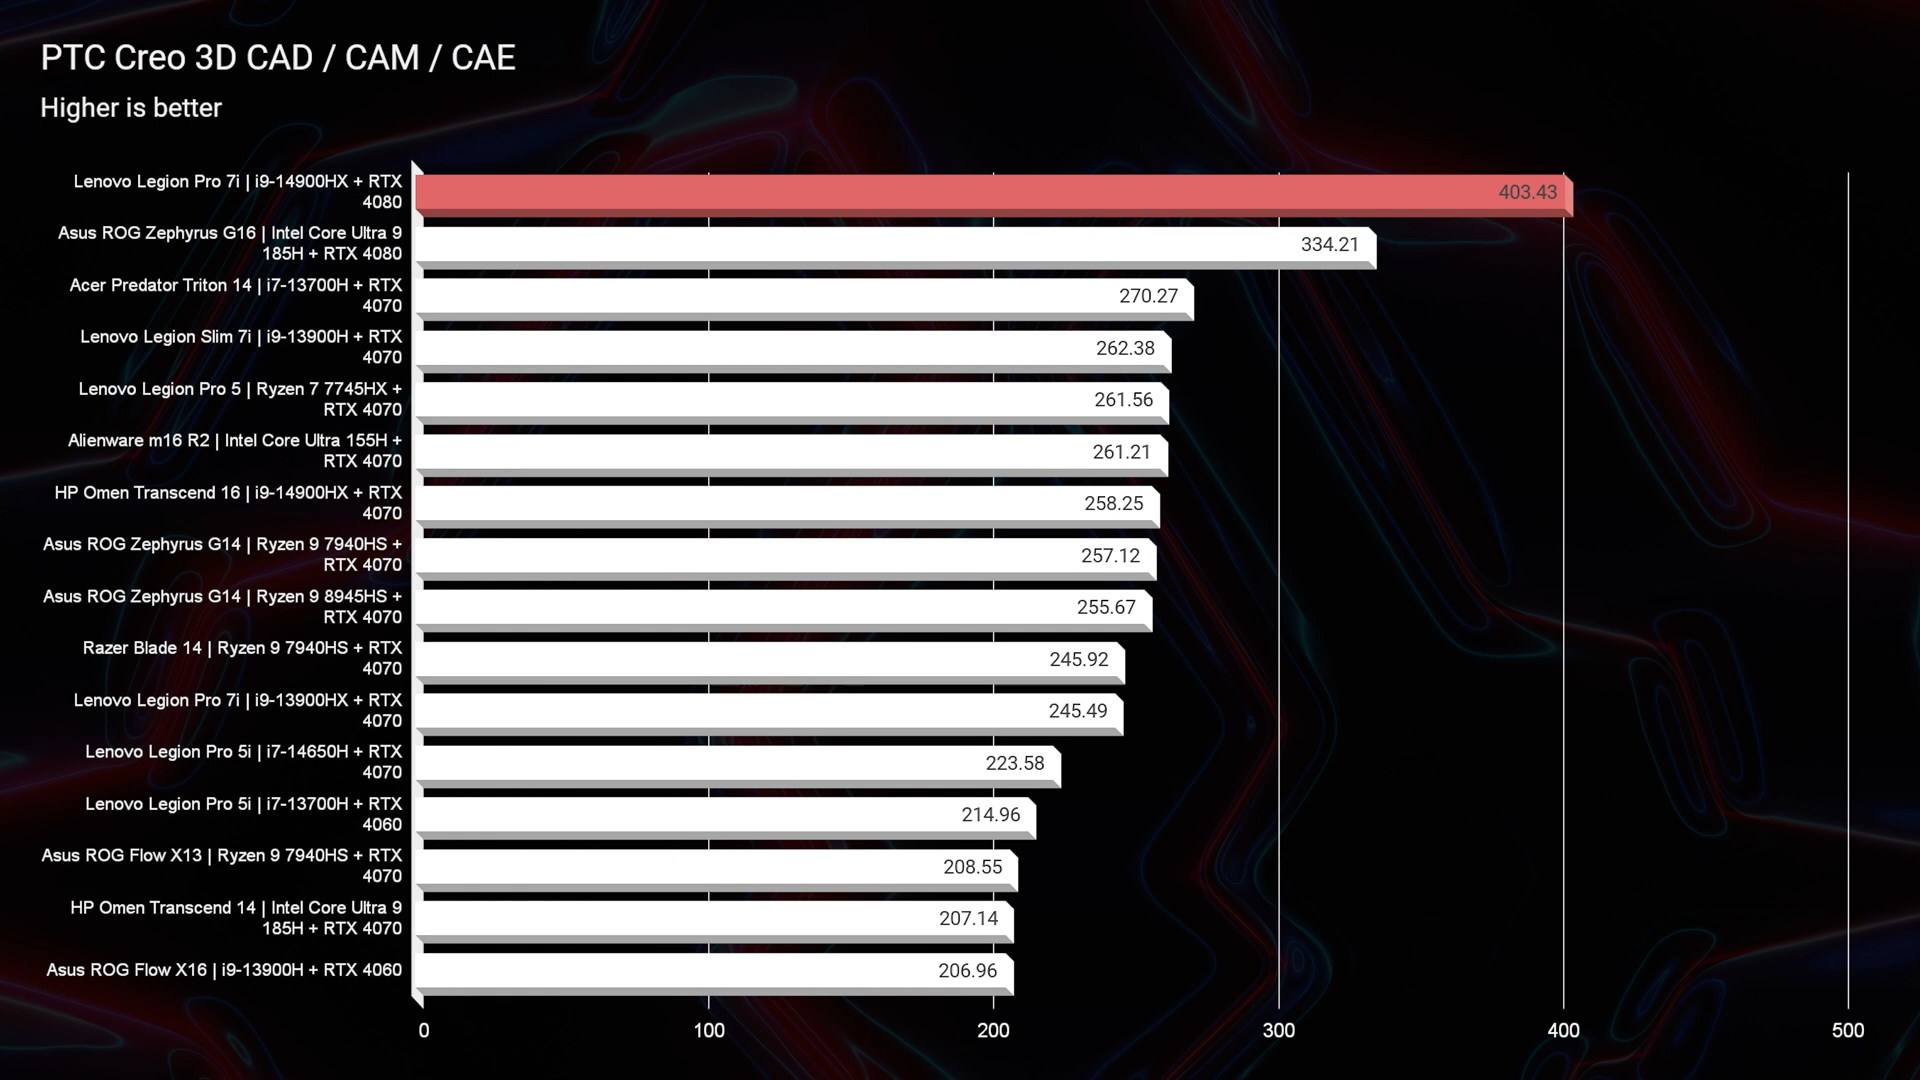 PTC Creo 3D CAD / CAM / CAE
Higher is better
Lenovo Legion Pro 7i | i9-14900HX + RTX
4080
403.43
Asus ROG Zephyrus G16 | Intel Core Ultra 9
185H + RTX 4080
334.21
Acer Predator Triton 14 | i7-13700H + RTX
4070
270.27
Lenovo Legion Slim 7i | i9-13900H + RTX
4070
262.38
Lenovo Legion Pro 5 | Ryzen 7 7745HX +
RTX 4070
261.56
Alienware m16 R2 | Intel Core Ultra 155H +
RTX 4070
261.21
HP Omen Transcend 16 | i9-14900HX + RTX
4070
258.25
Asus ROG Zephyrus G14 | Ryzen 9 7940HS +
RTX 4070
257.12
Asus ROG Zephyrus G14 | Ryzen 9 8945HS +
RTX 4070
255.67
Razer Blade 14 | Ryzen 9 7940HS + RTX
4070
245.92
Lenovo Legion Pro 7i | i9-13900HX + RTX
4070
245.49
Lenovo Legion Pro 5i | i7-14650H + RTX
4070
223.58
Lenovo Legion Pro 5i | i7-13700H + RTX
4060
214.96
Asus ROG Flow X13 | Ryzen 9 7940HS + RTX
4070
208.55
HP Omen Transcend 14 | Intel Core Ultra 9
185H + RTX 4070
207.14
Asus ROG Flow X16 | i9-13900H + RTX 4060
206.96
0 100 200 300 400 500